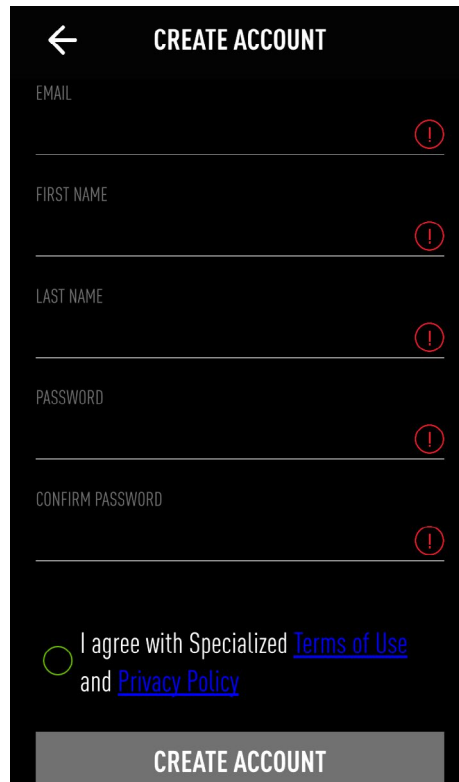 CREATE ACCOUNT
EMAIL
FIRST NAME
LAST NAME
PASSWORD
CONFIRM PASSWORD
I agree with Specialized Terms of Use
and Privacy Policy
CREATE ACCOUNT